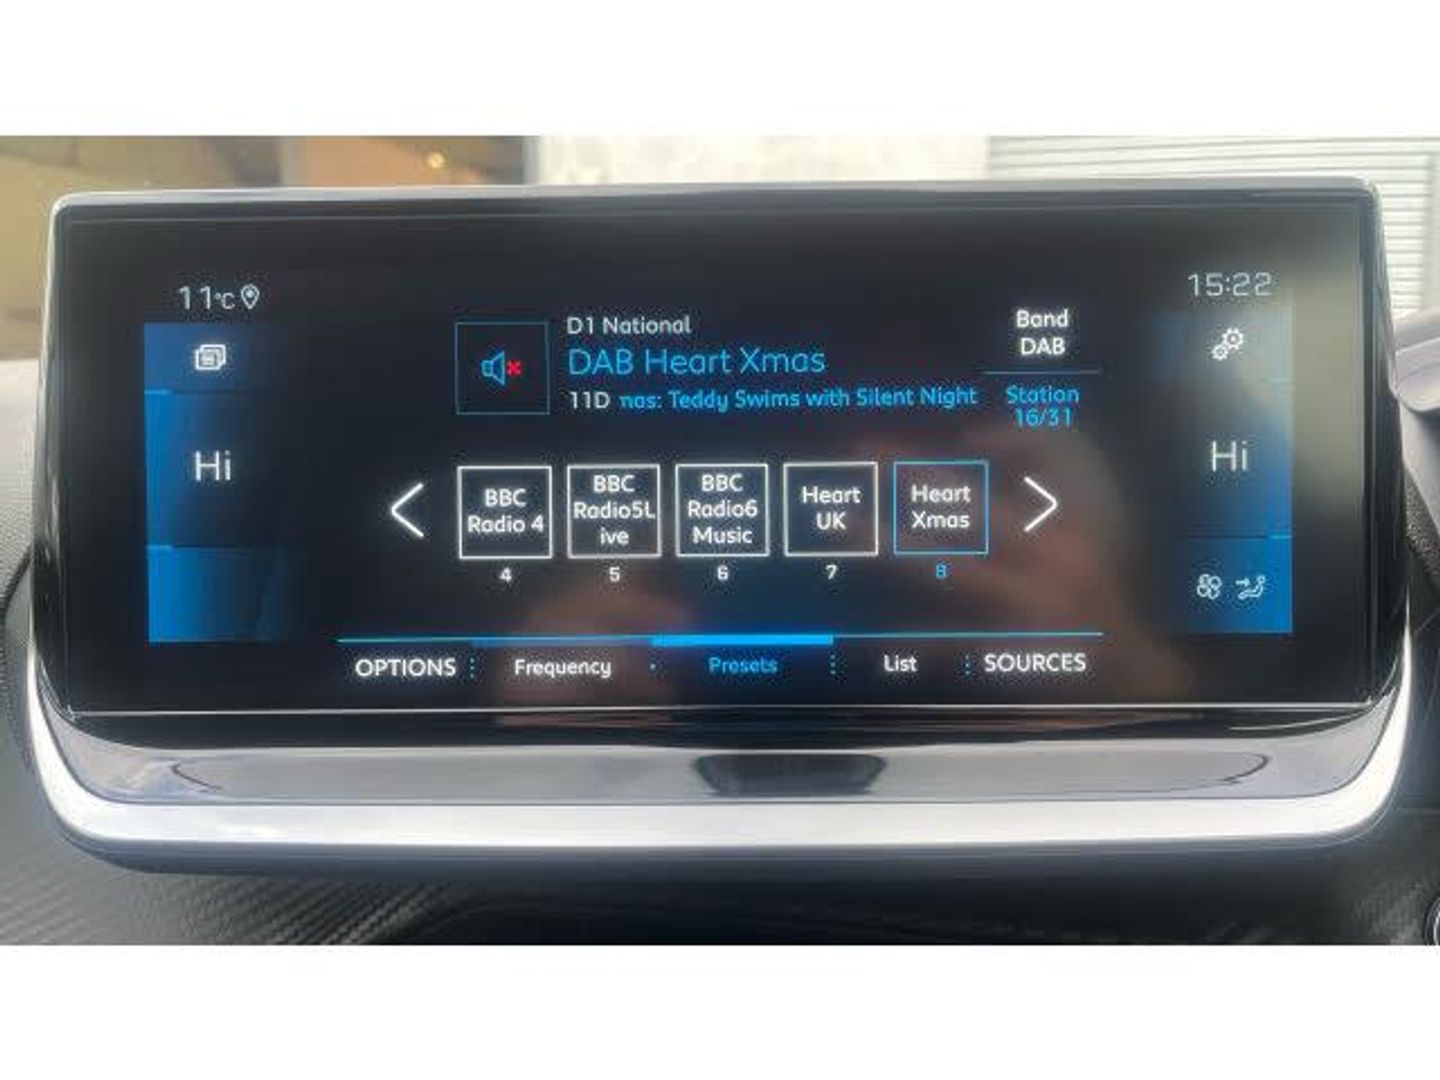 11°C
15:22
D1 National
DAB Heart Xmas
11D nas: Teddy Swims with Silent Night
Band
DAB
Station
16/31
Hi
Hi
BBC
Radio 4
BBC
Radio5L
ive
BBC
Radio6
Music
Heart
UK
Heart
Xmas
4
5
6
7
8
OPTIONS
Frequency
Presets
List
SOURCES